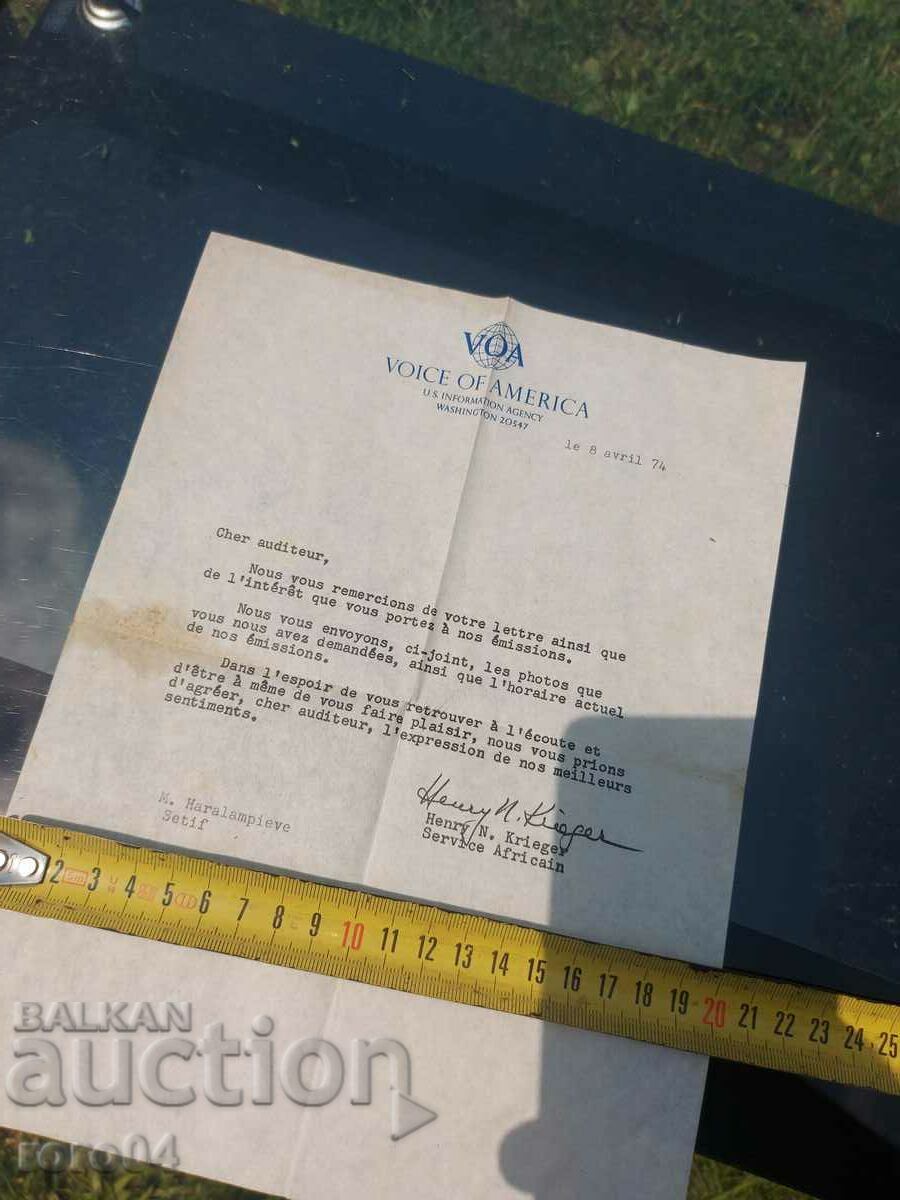 VOA
VOICE OF AMERICA
U.S. INFORMATION AGENCY
WASHINGTON 20547
le 8 avril 74
Cher auditeur,
Nous vous remercions de votre lettre ainsi que
de l'intérêt que vous portez à nos émissions.
Nous vous envoyons, ci-joint, les photos que
vous nous avez demandées, ainsi que l'horaire actuel
de nos émissions.
Dans l'espoir de vous retrouver à l'écoute et
d'être à même de vous faire plaisir, nous vous prions
d'agréer, cher auditeur, l'expression de nos meilleurs
sentiments.
Henry N. Krieger
Henry N. Krieger
Service Africain
M. Haralampieve
Setif
2 3 4 5 6 7 8 9 10 11 12 13 14 15 16 17 18 19 20 21 22 23 24 25
BALKAN
auction
roro04